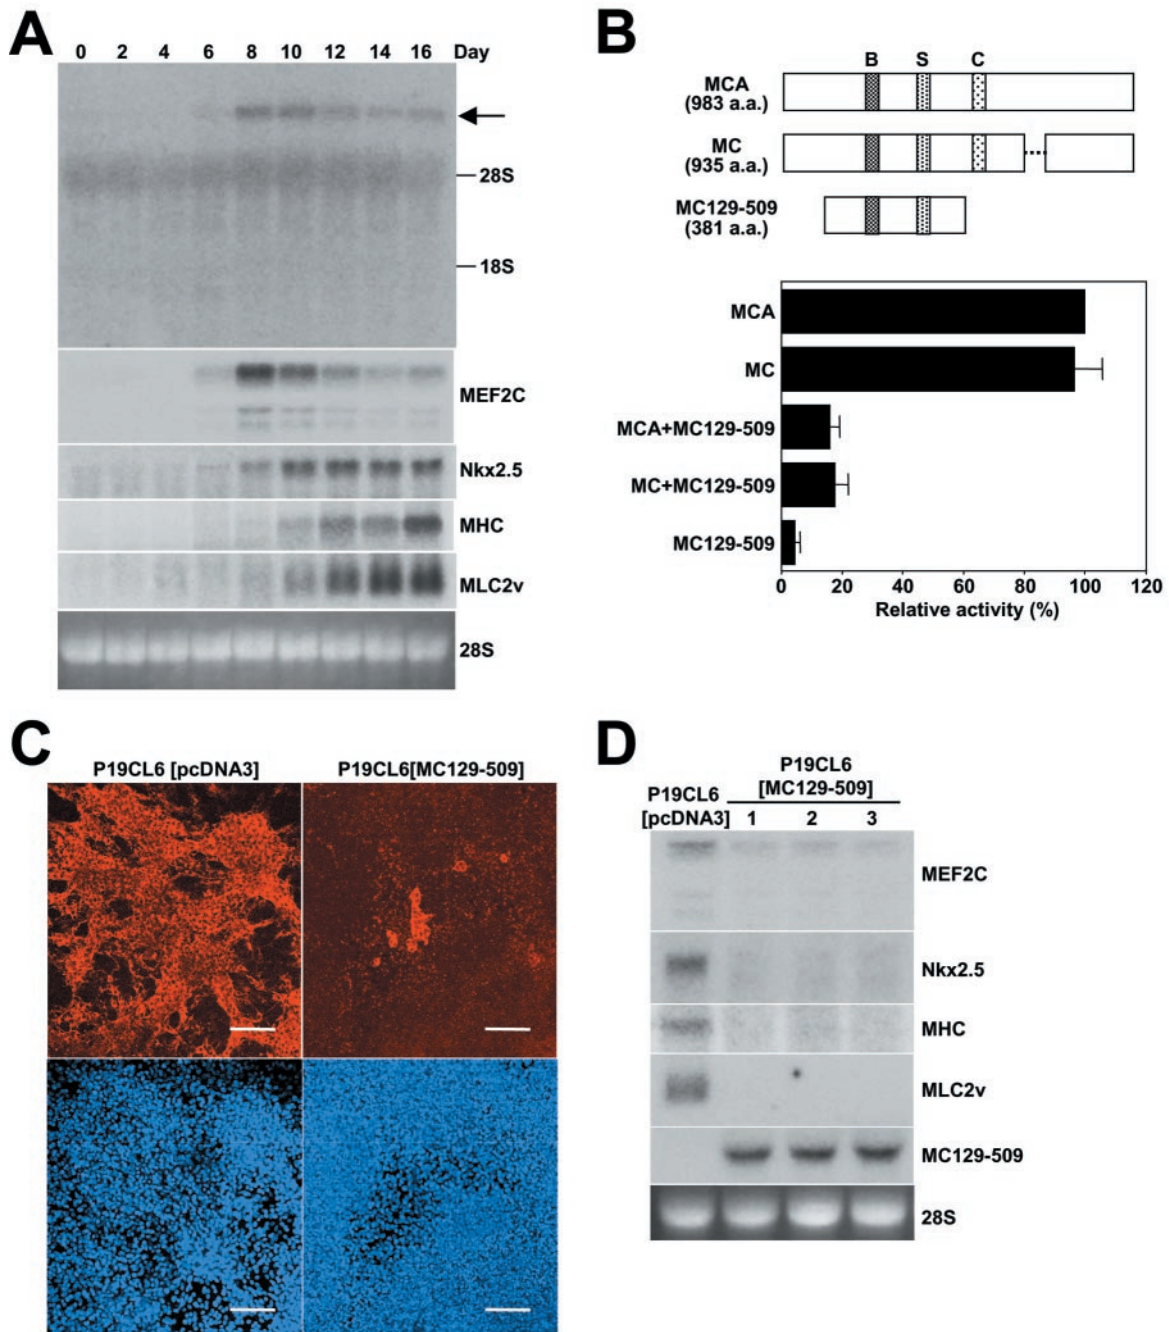 A
0 2 4 6 8 10 12 14 16 Day
28S
18S
MEF2C
Nkx2.5
MHC
MLC2v
28S
B
B S C
MCA
(983 a.a.)
MC
(935 a.a.)
MC129-509
(381 a.a.)
MCA
MC
MCA+MC129-509
MC+MC129-509
MC129-509
0 20 40 60 80 100 120
Relative activity (%)
C
P19CL6 [pcDNA3] P19CL6[MC129-509]
D
P19CL6
[pcDNA3]
P19CL6
[MC129-509]
1 2 3
MEF2C
Nkx2.5
MHC
MLC2v
MC129-509
28S